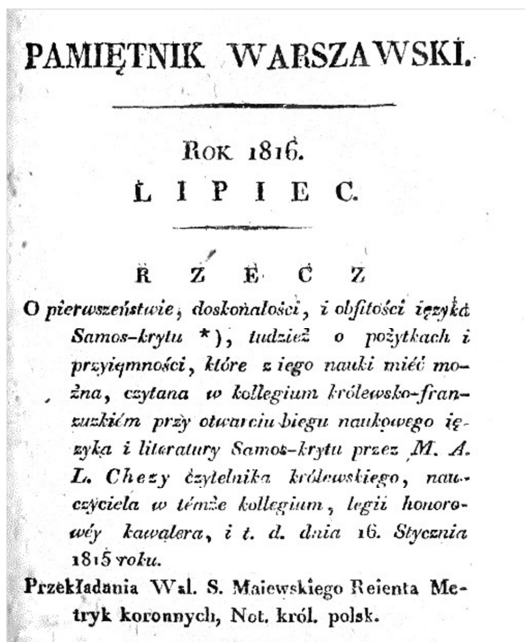 PAMIĘTNIK WARSZAWSKI.
ROK 1816.
LIPIEC.
RZECZ
O pierwszeństwie, doskonałości, i obfitości ięzyka
Samos-krytu *), tudzież o pożytkach i
przyięmności, które z iego nauki miéć mo-
żna, czytana w kollegium królewsko-fran-
zuzkiém przy otwarciu biegu naukowego ię-
zyka i literatury Samos-krytu przez M. A.
L. Chezy czytelnika królewskiego, nau-
czyciela w témże kollegium, legii honoro-
wéy kawalera, i t. d. dnia 16. Stycznia
1815 roku.
Przekładania Wal. S. Maiewskiego Reienta Me-
tryk koronnych, Not. król. polsk.